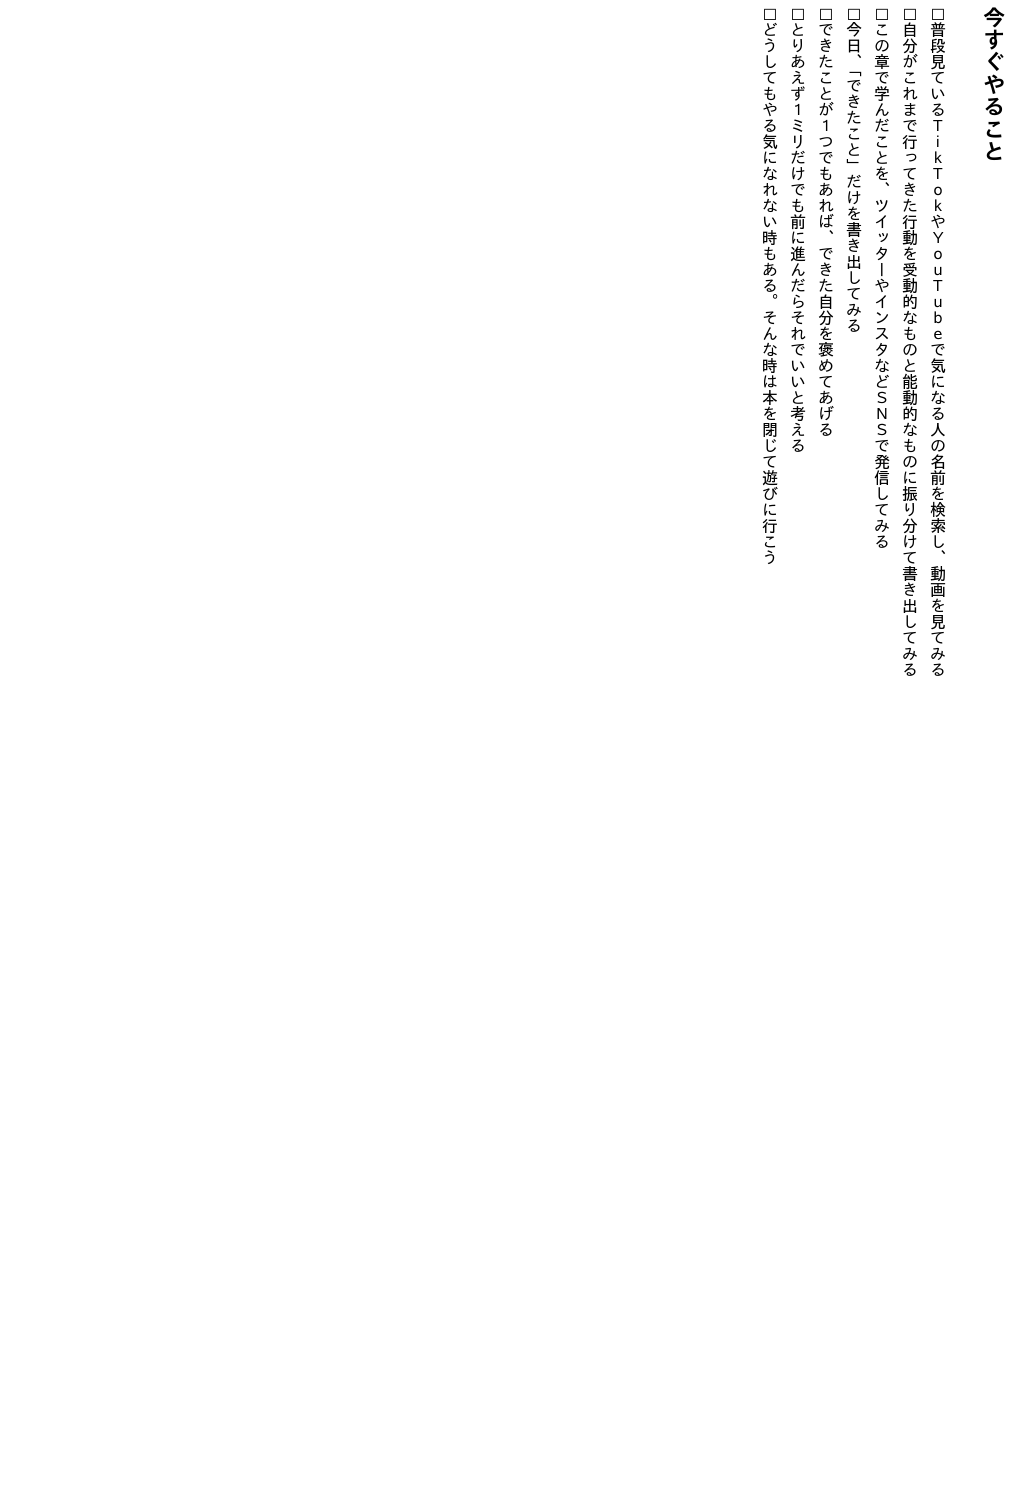 今すぐやること
□普段見ているＴｉｋＴｏｋやＹｏｕＴｕｂｅで気になる人の名前を検索し、動画を見てみる
□自分がこれまで行ってきた行動を受動的なものと能動的なものに振り分けて書き出してみる
□この章で学んだことを、ツイッターやインスタなどＳＮＳで発信してみる
□今日、「できたこと」だけを書き出してみる
□できたことが１つでもあれば、できた自分を褒めてあげる
□とりあえず１ミリだけでも前に進んだらそれでいいと考える
□どうしてもやる気になれない時もある。そんな時は本を閉じて遊びに行こう